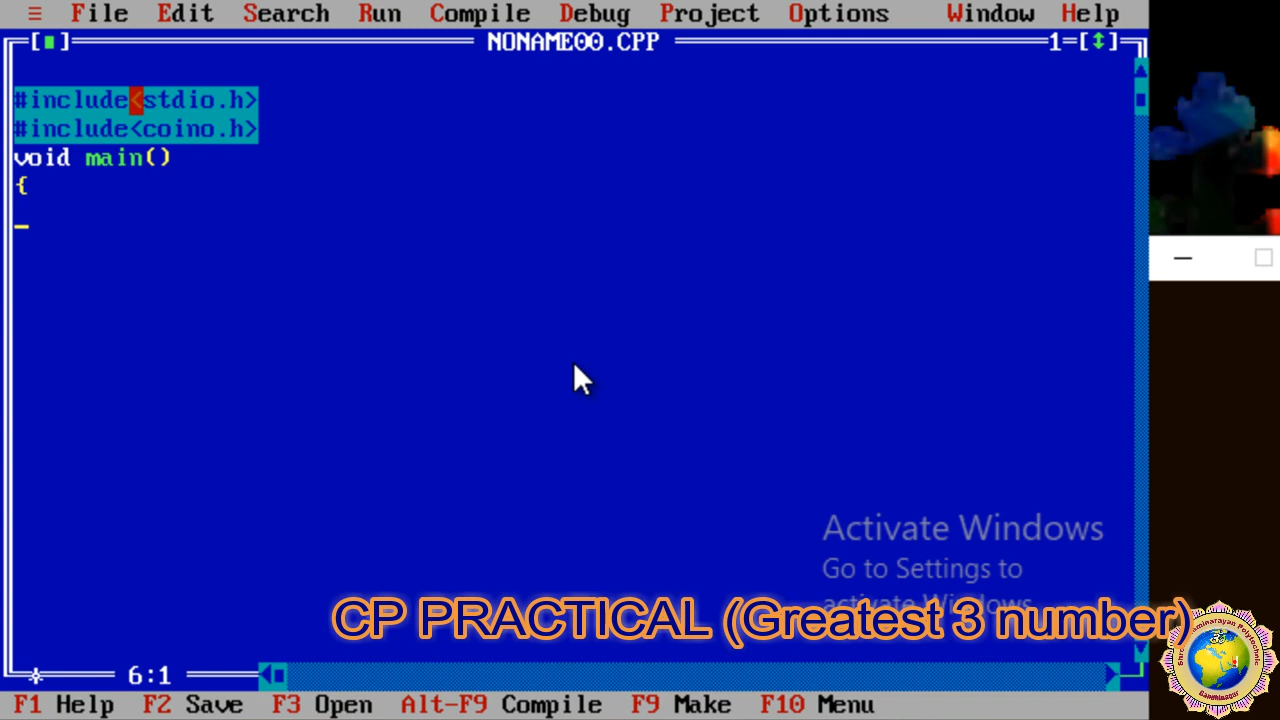 ≡ File Edit Search Run Compile Debug Project Options Window Help
[■] NONAME00.CPP 1=[↕]
#include<stdio.h>
#include<coino.h>
void main()
{
Activate Windows
Go to Settings to
activate Windows.
CP PRACTICAL (Greatest 3 number)
6:1
F1 Help F2 Save F3 Open Alt-F9 Compile F9 Make F10 Menu